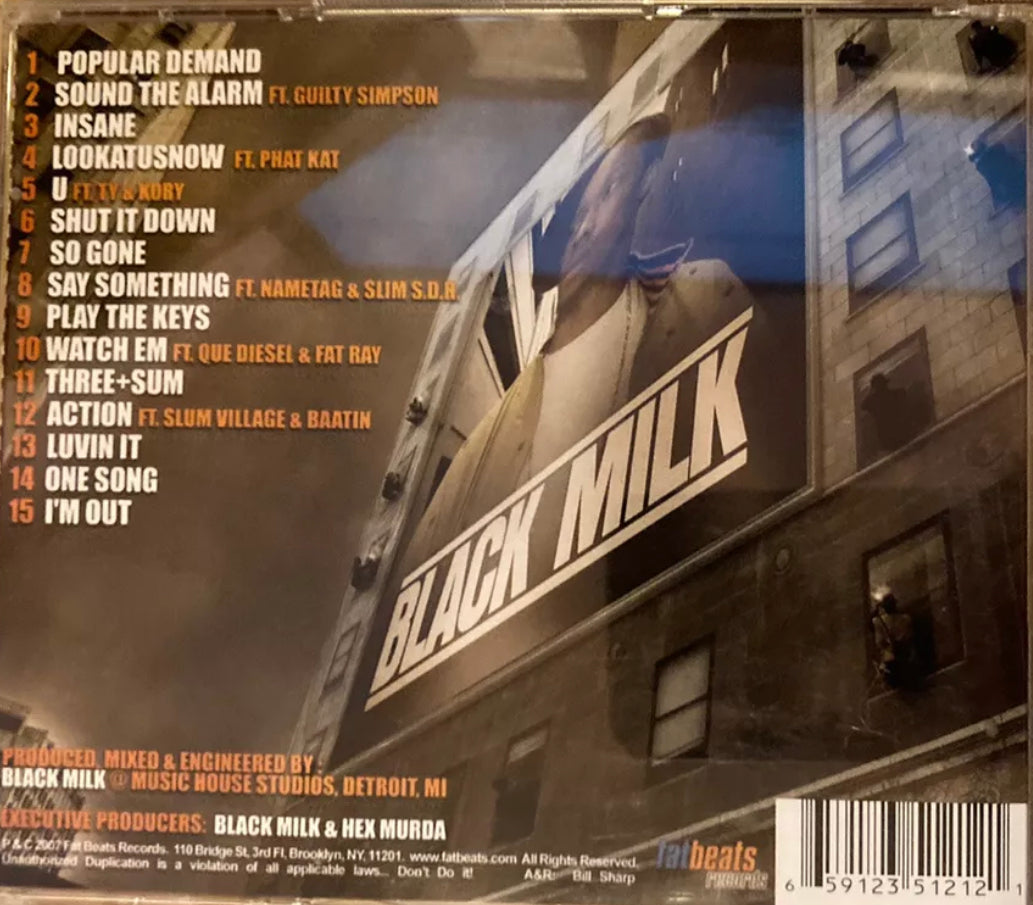 1 POPULAR DEMAND
2 SOUND THE ALARM FT. GUILTY SIMPSON
3 INSANE
4 LOOKATUSNOW FT. PHAT KAT
5 U FT. TY & KORY
6 SHUT IT DOWN
7 SO GONE
8 SAY SOMETHING FT. NAMETAG & SLIM S.D.R.
9 PLAY THE KEYS
10 WATCH EM FT. QUE DIESEL & FAT RAY
11 THREE+SUM
12 ACTION FT. SLUM VILLAGE & BAATIN
13 LUVIN IT
14 ONE SONG
15 I'M OUT
BLACK MILK
PRODUCED, MIXED & ENGINEERED BY :
BLACK MILK @ MUSIC HOUSE STUDIOS, DETROIT, MI
EXECUTIVE PRODUCERS: BLACK MILK & HEX MURDA
P & C 2007 Fat Beats Records. 110 Bridge St, 3rd Fl, Brooklyn, NY, 11201. www.fatbeats.com All Rights Reserved.
Unauthorized Duplication is a violation of all applicable laws... Don't Do it! A&R: Bill Sharp
fatbeats
records
6 59123 51212 1